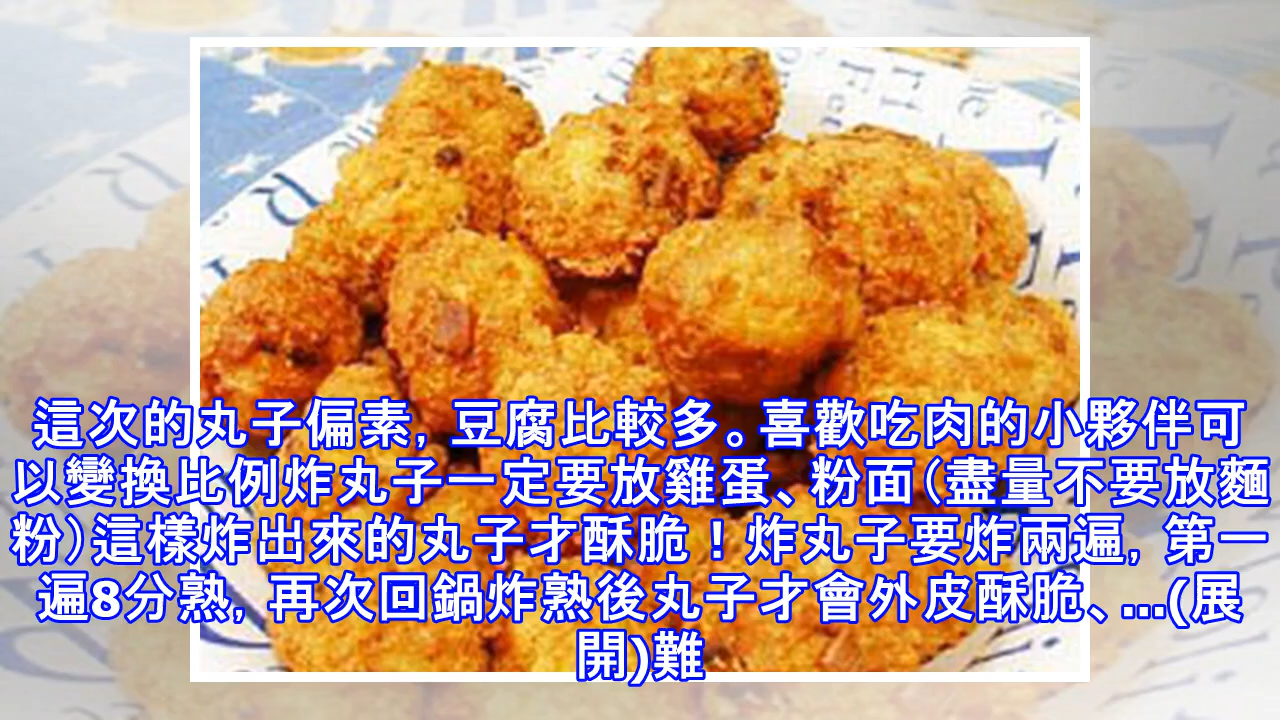 這次的丸子偏素，豆腐比較多。喜歡吃肉的小夥伴可
以變換比例炸丸子一定要放雞蛋、粉面（盡量不要放麵
粉）這樣炸出來的丸子才酥脆！炸丸子要炸兩遍，第一
遍8分熟，再次回鍋炸熟後丸子才會外皮酥脆、...(展
開)難